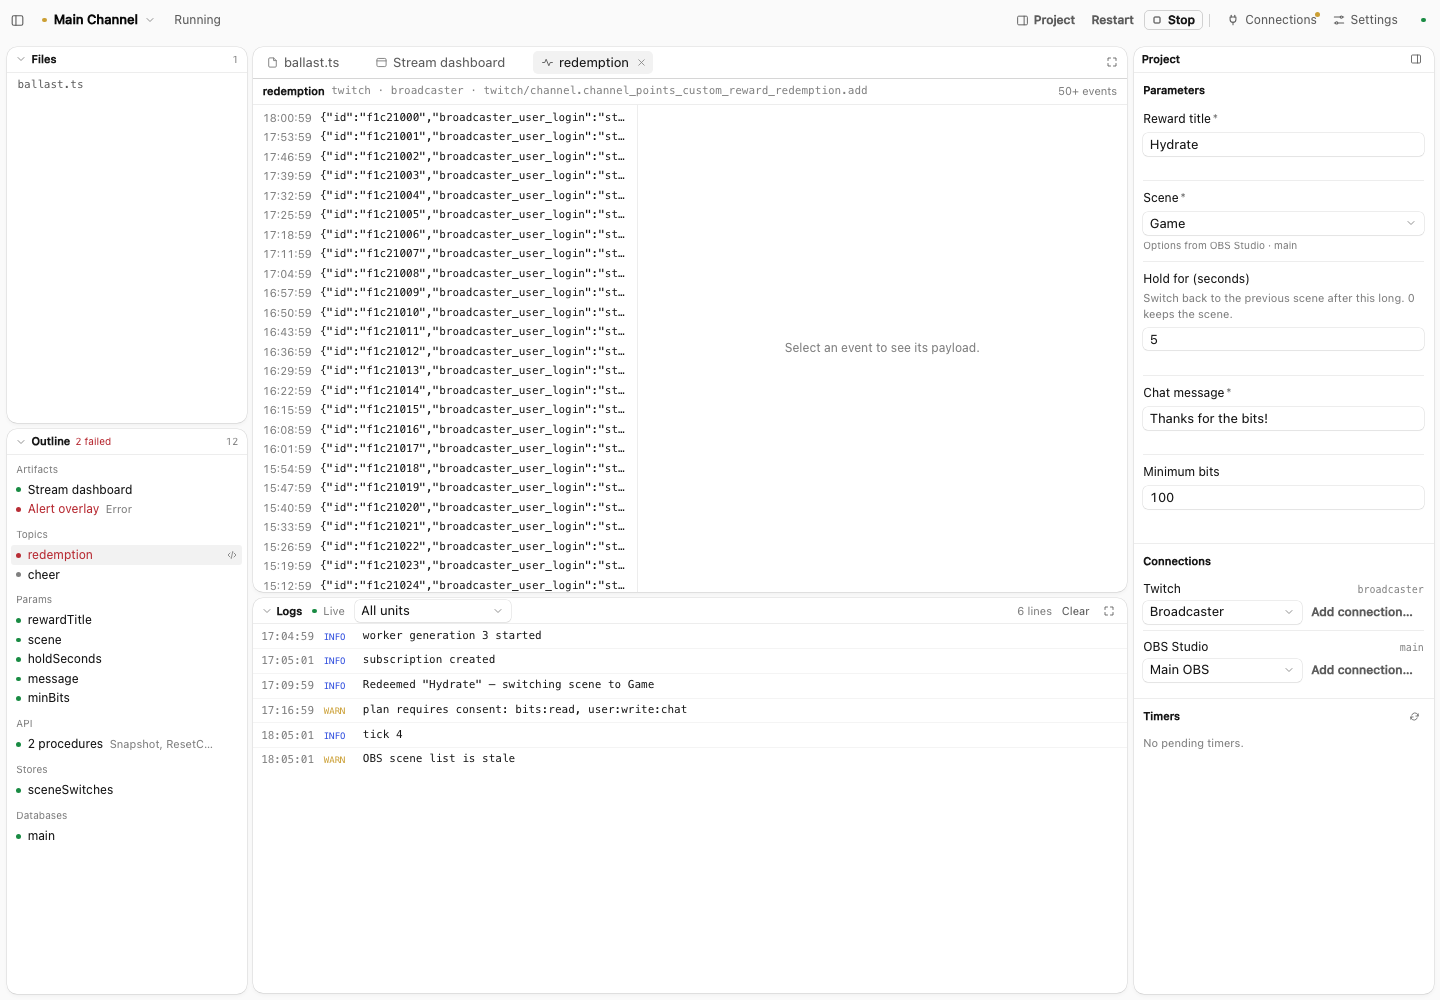 Main Channel
Running
Project
Restart
Stop
Connections
Settings
Files
1
ballast.ts
Outline
2 failed
12
Artifacts
Stream dashboard
Alert overlay Error
Topics
redemption
cheer
Params
rewardTitle
scene
holdSeconds
message
minBits
API
2 procedures Snapshot, ResetC…
Stores
sceneSwitches
Databases
main
ballast.ts
Stream dashboard
redemption
redemption twitch · broadcaster · twitch/channel.channel_points_custom_reward_redemption.add
50+ events
18:00:59 {"id":"f1c21000","broadcaster_user_login":"st…
17:53:59 {"id":"f1c21001","broadcaster_user_login":"st…
17:46:59 {"id":"f1c21002","broadcaster_user_login":"st…
17:39:59 {"id":"f1c21003","broadcaster_user_login":"st…
17:32:59 {"id":"f1c21004","broadcaster_user_login":"st…
17:25:59 {"id":"f1c21005","broadcaster_user_login":"st…
17:18:59 {"id":"f1c21006","broadcaster_user_login":"st…
17:11:59 {"id":"f1c21007","broadcaster_user_login":"st…
17:04:59 {"id":"f1c21008","broadcaster_user_login":"st…
16:57:59 {"id":"f1c21009","broadcaster_user_login":"st…
16:50:59 {"id":"f1c21010","broadcaster_user_login":"st…
16:43:59 {"id":"f1c21011","broadcaster_user_login":"st…
16:36:59 {"id":"f1c21012","broadcaster_user_login":"st…
16:29:59 {"id":"f1c21013","broadcaster_user_login":"st…
16:22:59 {"id":"f1c21014","broadcaster_user_login":"st…
16:15:59 {"id":"f1c21015","broadcaster_user_login":"st…
16:08:59 {"id":"f1c21016","broadcaster_user_login":"st…
16:01:59 {"id":"f1c21017","broadcaster_user_login":"st…
15:54:59 {"id":"f1c21018","broadcaster_user_login":"st…
15:47:59 {"id":"f1c21019","broadcaster_user_login":"st…
15:40:59 {"id":"f1c21020","broadcaster_user_login":"st…
15:33:59 {"id":"f1c21021","broadcaster_user_login":"st…
15:26:59 {"id":"f1c21022","broadcaster_user_login":"st…
15:19:59 {"id":"f1c21023","broadcaster_user_login":"st…
15:12:59 {"id":"f1c21024","broadcaster_user_login":"st…
Select an event to see its payload.
Logs
Live
All units
6 lines
Clear
17:04:59 INFO worker generation 3 started
17:05:01 INFO subscription created
17:09:59 INFO Redeemed "Hydrate" — switching scene to Game
17:16:59 WARN plan requires consent: bits:read, user:write:chat
18:05:01 INFO tick 4
18:05:01 WARN OBS scene list is stale
Project
Parameters
Reward title *
Hydrate
Scene *
Game
Options from OBS Studio · main
Hold for (seconds)
Switch back to the previous scene after this long. 0
keeps the scene.
5
Chat message *
Thanks for the bits!
Minimum bits
100
Connections
Twitch
broadcaster
Broadcaster
Add connection…
OBS Studio
main
Main OBS
Add connection…
Timers
No pending timers.